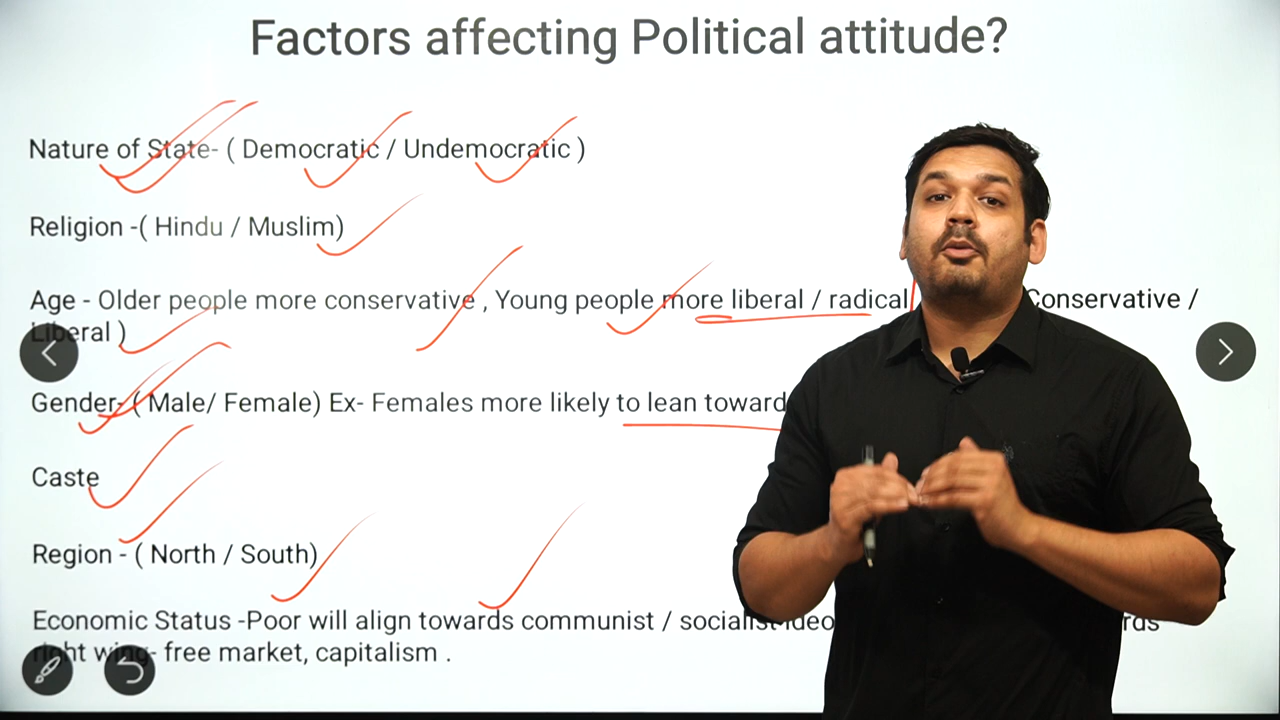 Factors affecting Political attitude?
Nature of State- ( Democratic / Undemocratic )
Religion -( Hindu / Muslim)
Age - Older people more conservative , Young people more liberal / radical Conservative /
Liberal )
Gender- ( Male/ Female) Ex- Females more likely to lean toward
Caste
Region - ( North / South)
Economic Status -Poor will align towards communist / socialist
right wing- free market, capitalism .